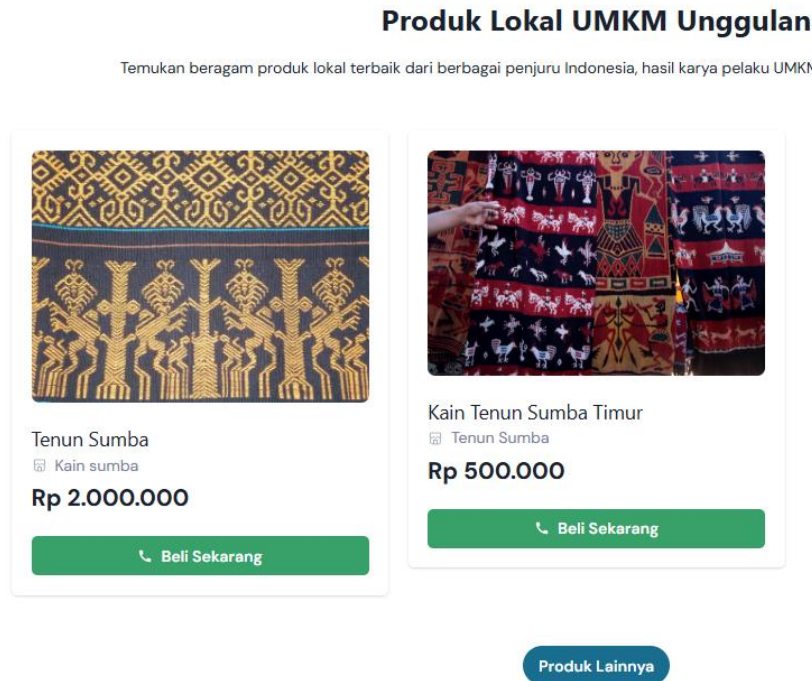 Produk Lokal UMKM Unggulan
Temukan beragam produk lokal terbaik dari berbagai penjuru Indonesia, hasil karya pelaku UMKM
Tenun Sumba
Kain sumba
Rp 2.000.000
Beli Sekarang
Kain Tenun Sumba Timur
Tenun Sumba
Rp 500.000
Beli Sekarang
Produk Lainnya